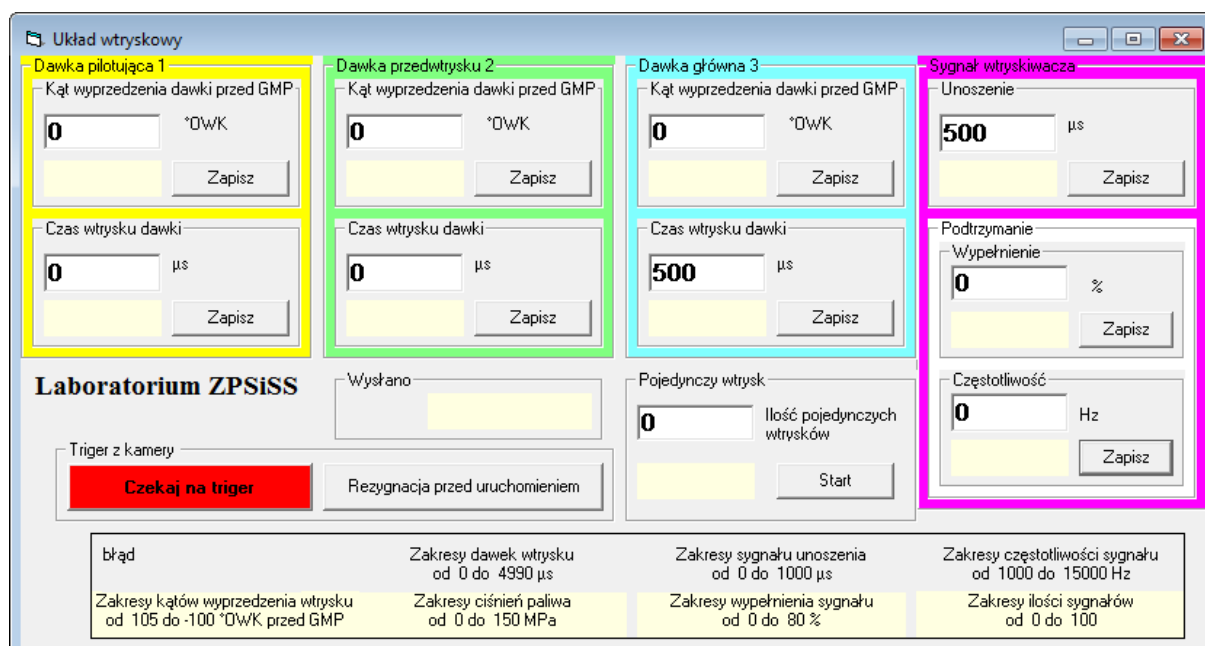 Układ wtryskowy
Dawka pilotująca 1
Kąt wyprzedzenia dawki przed GMP
0 °OWK
Zapisz
Czas wtrysku dawki
0 µs
Zapisz
Dawka przedwtrysku 2
Kąt wyprzedzenia dawki przed GMP
0 °OWK
Zapisz
Czas wtrysku dawki
0 µs
Zapisz
Dawka główna 3
Kąt wyprzedzenia dawki przed GMP
0 °OWK
Zapisz
Czas wtrysku dawki
500 µs
Zapisz
Sygnał wtryskiwacza
Unoszenie
500 µs
Zapisz
Podtrzymanie
Wypełnienie
0 %
Zapisz
Częstotliwość
0 Hz
Zapisz
Laboratorium ZPSiSS
Wysłano
Triger z kamery
Czekaj na triger
Rezygnacja przed uruchomieniem
Pojedynczy wtrysk
0 Ilość pojedynczych
wtrysków
Start
błąd
Zakresy dawek wtrysku
od 0 do 4990 µs
Zakresy sygnału unoszenia
od 0 do 1000 µs
Zakresy częstotliwości sygnału
od 1000 do 15000 Hz
Zakresy kątów wyprzedzenia wtrysku
od 105 do -100 °OWK przed GMP
Zakresy ciśnień paliwa
od 0 do 150 MPa
Zakresy wypełnienia sygnału
od 0 do 80 %
Zakresy ilości sygnałów
od 0 do 100